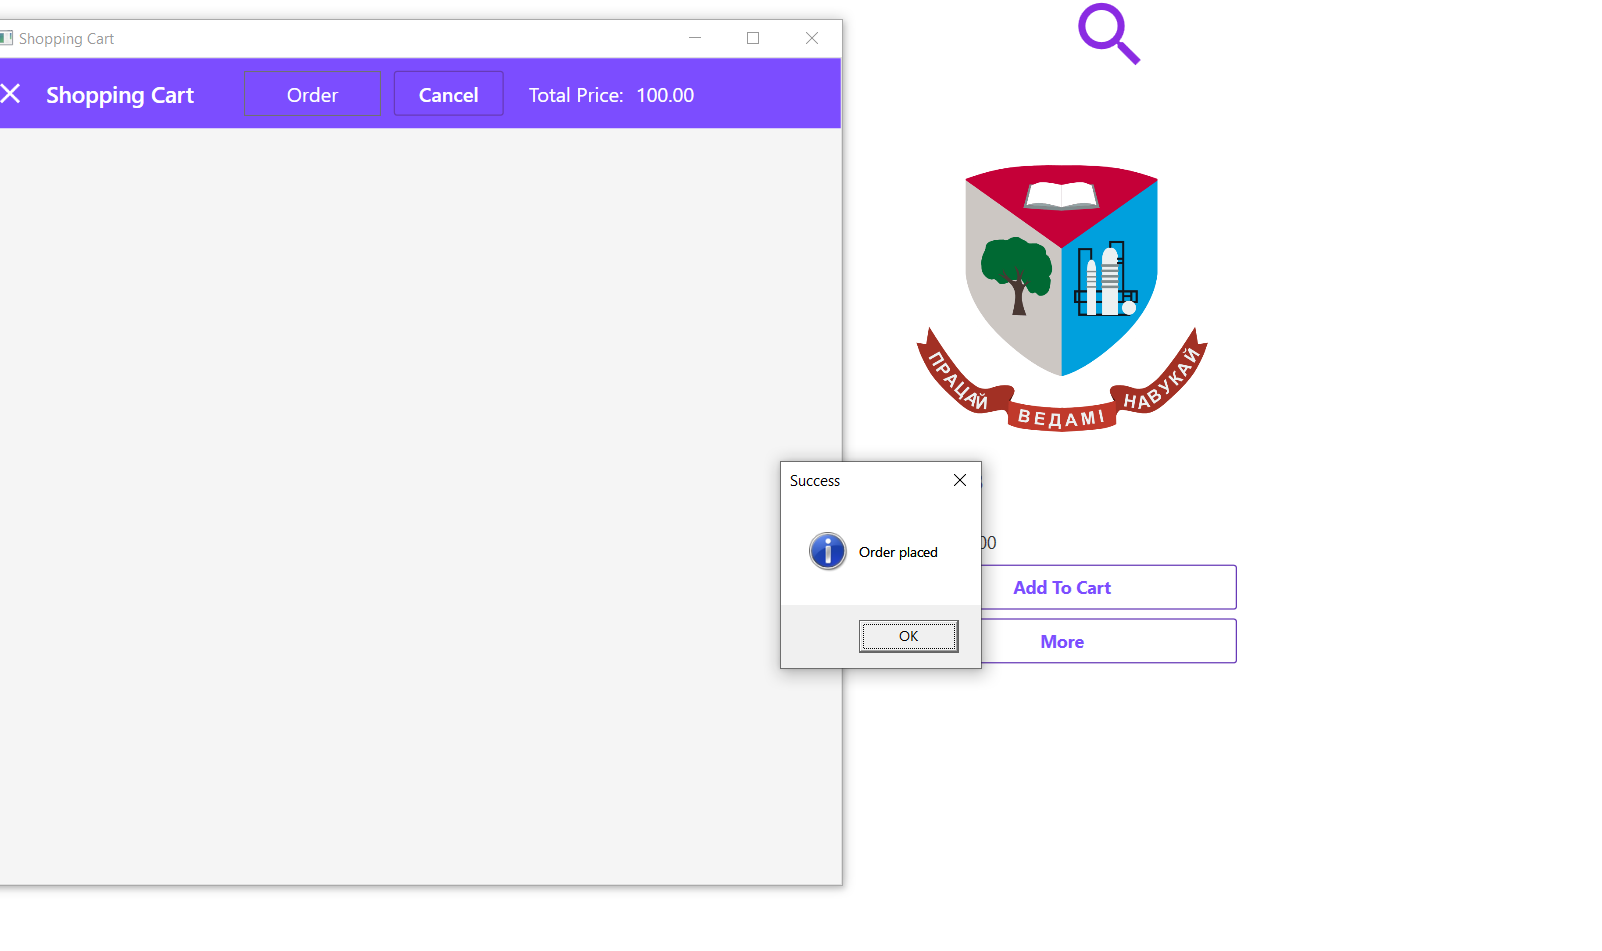 Shopping Cart
Shopping Cart
Order
Cancel
Total Price: 100.00
ПРАЦАЙ ВЕДАМІ НАВУКАЙ
Success
Order placed
OK
00
Add To Cart
More